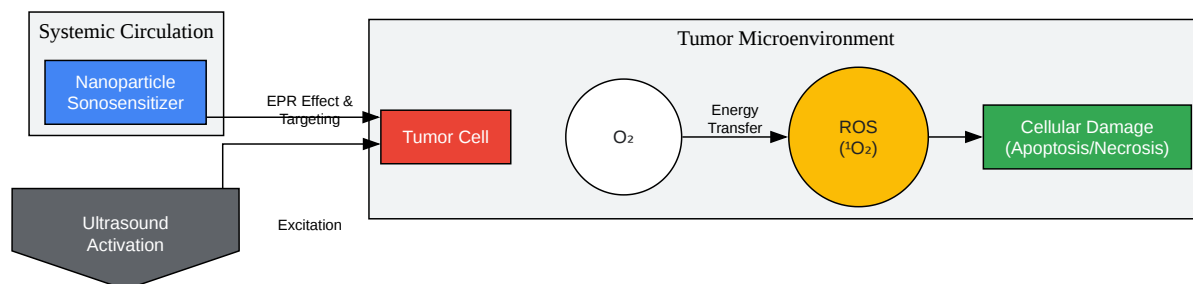 Systemic Circulation
Nanoparticle
Sonosensitizer
EPR Effect &
Targeting
Tumor Microenvironment
Tumor Cell
O₂
Energy
Transfer
ROS
(¹O₂)
Cellular Damage
(Apoptosis/Necrosis)
Ultrasound
Activation
Excitation